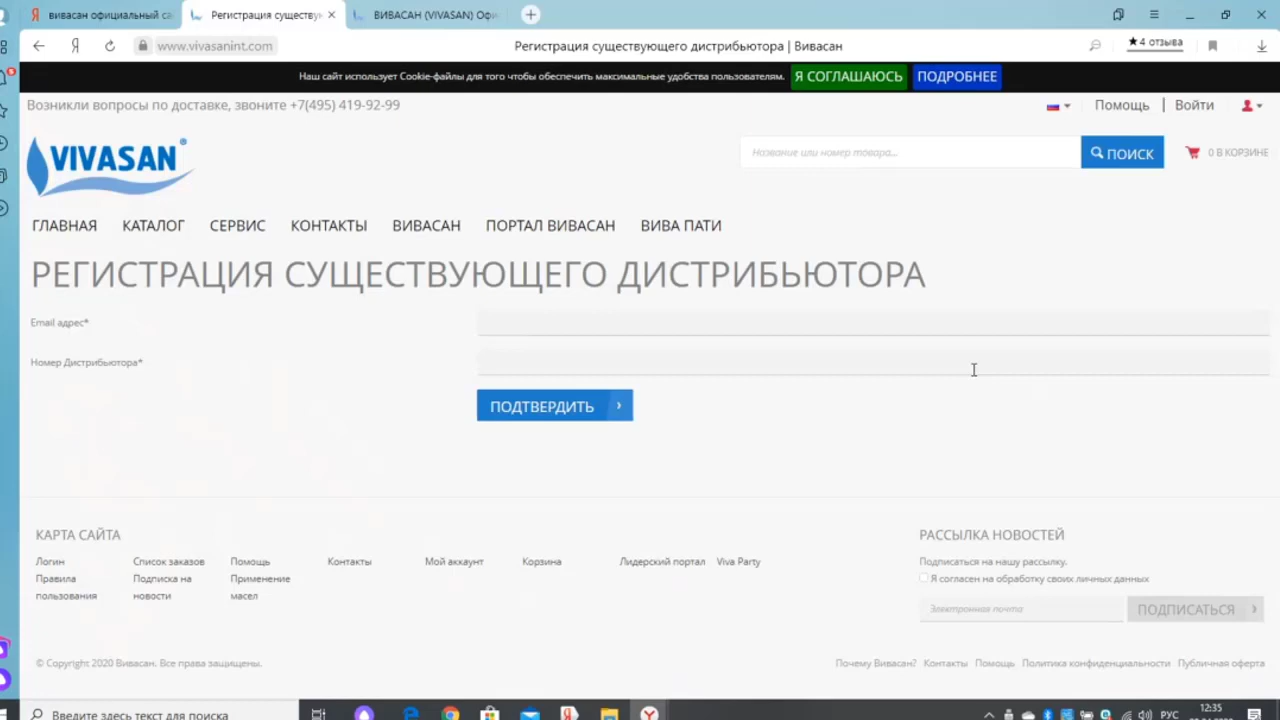 вивасан официальный са
Регистрация существу
ВИВАСАН (VIVASAN) Офи
Я
www.vivasanint.com
Регистрация существующего дистрибьютора | Вивасан
★ 4 отзыва
Наш сайт использует Cookie-файлы для того чтобы обеспечить максимальные удобства пользователям.
Я СОГЛАШАЮСЬ
ПОДРОБНЕЕ
Возникли вопросы по доставке, звоните +7(495) 419-92-99
Помощь | Войти
VIVASAN®
Название или номер товара...
ПОИСК
0 В КОРЗИНЕ
ГЛАВНАЯ КАТАЛОГ СЕРВИС КОНТАКТЫ ВИВАСАН ПОРТАЛ ВИВАСАН ВИВА ПАТИ
РЕГИСТРАЦИЯ СУЩЕСТВУЮЩЕГО ДИСТРИБЬЮТОРА
Email адрес*
Номер Дистрибьютора*
ПОДТВЕРДИТЬ ›
КАРТА САЙТА
Логин
Правила
пользования
Список заказов
Подписка на
новости
Помощь
Применение
масел
Контакты
Мой аккаунт
Корзина
Лидерский портал
Viva Party
РАССЫЛКА НОВОСТЕЙ
Подписаться на нашу рассылку.
Я согласен на обработку своих личных данных
Электронная почта
ПОДПИСАТЬСЯ ›
© Copyright 2020 Вивасан. Все права защищены.
Почему Вивасан? Контакты Помощь Политика конфиденциальности Публичная оферта
Введите здесь текст для поиска
РУС
12:35